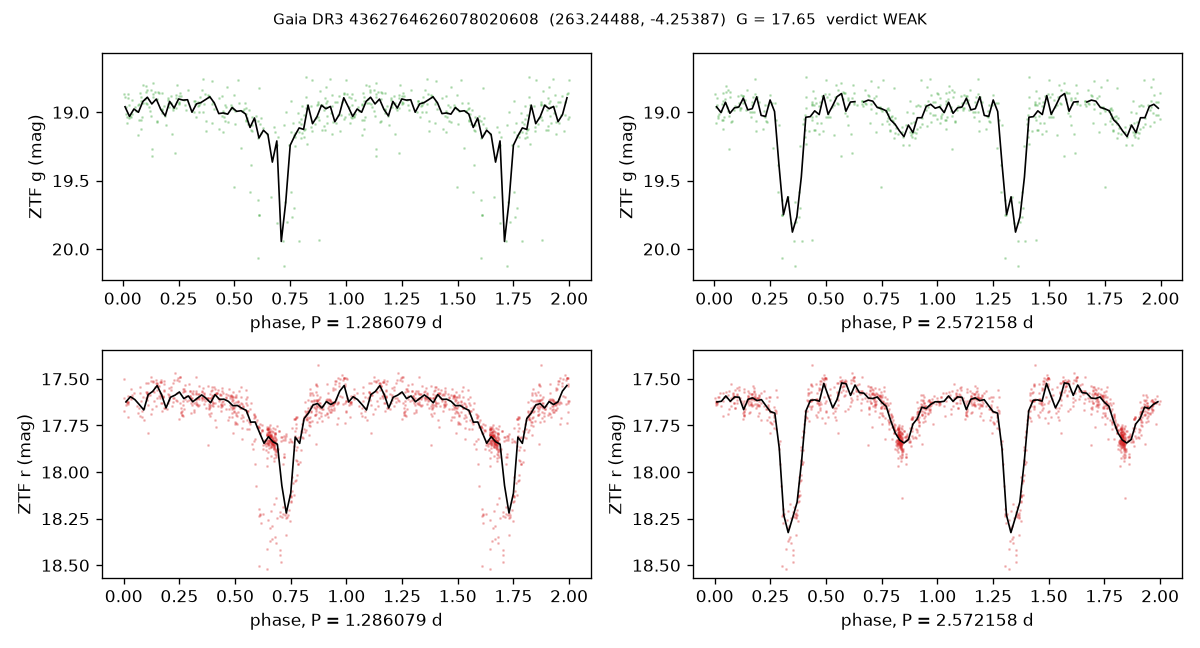 Gaia DR3 4362764626078020608  (263.24488, -4.25387)  G = 17.65  verdict WEAK
ZTF g (mag)
19.0
19.5
20.0
0.00 0.25 0.50 0.75 1.00 1.25 1.50 1.75 2.00
phase, P = 1.286079 d
ZTF g (mag)
19.0
19.5
20.0
0.00 0.25 0.50 0.75 1.00 1.25 1.50 1.75 2.00
phase, P = 2.572158 d
ZTF r (mag)
17.50
17.75
18.00
18.25
18.50
0.00 0.25 0.50 0.75 1.00 1.25 1.50 1.75 2.00
phase, P = 1.286079 d
ZTF r (mag)
17.50
17.75
18.00
18.25
18.50
0.00 0.25 0.50 0.75 1.00 1.25 1.50 1.75 2.00
phase, P = 2.572158 d